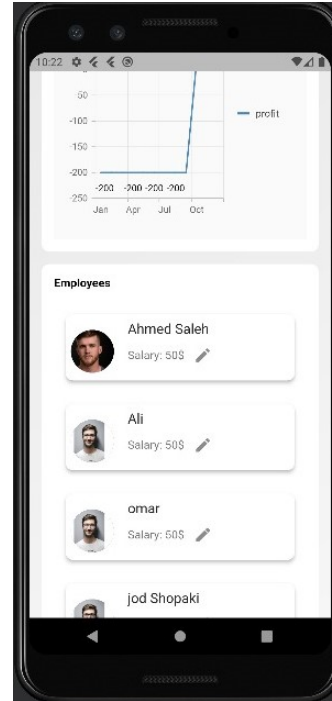 10:22
50
-100
-150
-200
-250
-200 -200 -200 -200
Jan Apr Jul Oct
profit
Employees
Ahmed Saleh
Salary: 50$
Ali
Salary: 50$
omar
Salary: 50$
jod Shopaki